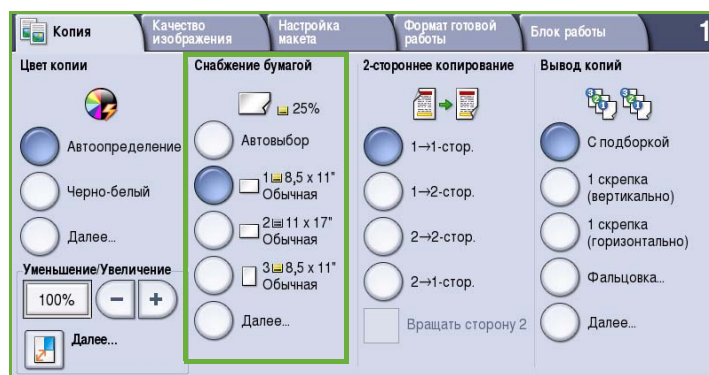 Копия
Качество
изображения
Настройка
макета
Формат готовой
работы
Блок работы
1
Цвет копии
Автоопределение
Черно-белый
Далее...
Уменьшение/Увеличение
100%
Далее...
Снабжение бумагой
25%
Автовыбор
1 8,5 x 11"
Обычная
2 11 x 17"
Обычная
3 8,5 x 11"
Обычная
Далее...
2-стороннее копирование
1→1-стор.
1→2-стор.
2→2-стор.
2→1-стор.
Вращать сторону 2
Вывод копий
С подборкой
1 скрепка
(вертикально)
1 скрепка
(горизонтально)
Фальцовка...
Далее...